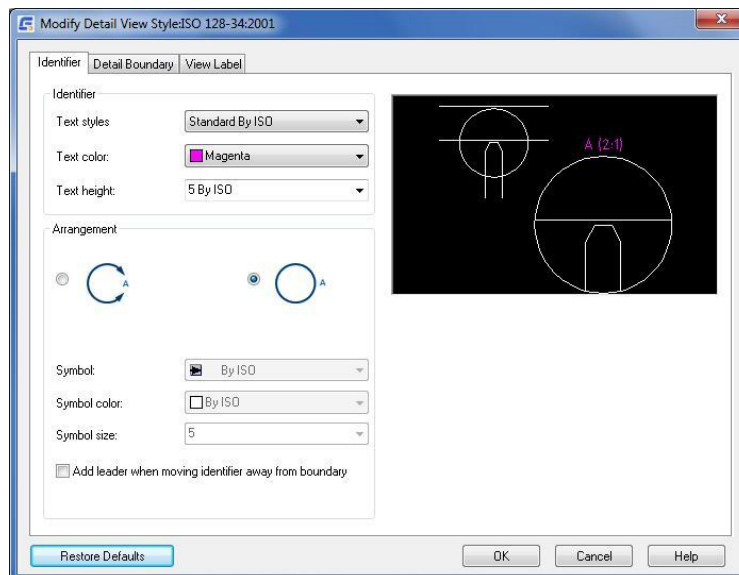 Modify Detail View Style:ISO 128-34:2001
Identifier
Detail Boundary
View Label
Identifier
Text styles
Standard By ISO
Text color:
Magenta
Text height:
5 By ISO
A (2:1)
Arrangement
A
A
Symbol:
By ISO
Symbol color:
By ISO
Symbol size:
5
Add leader when moving identifier away from boundary
Restore Defaults
OK
Cancel
Help